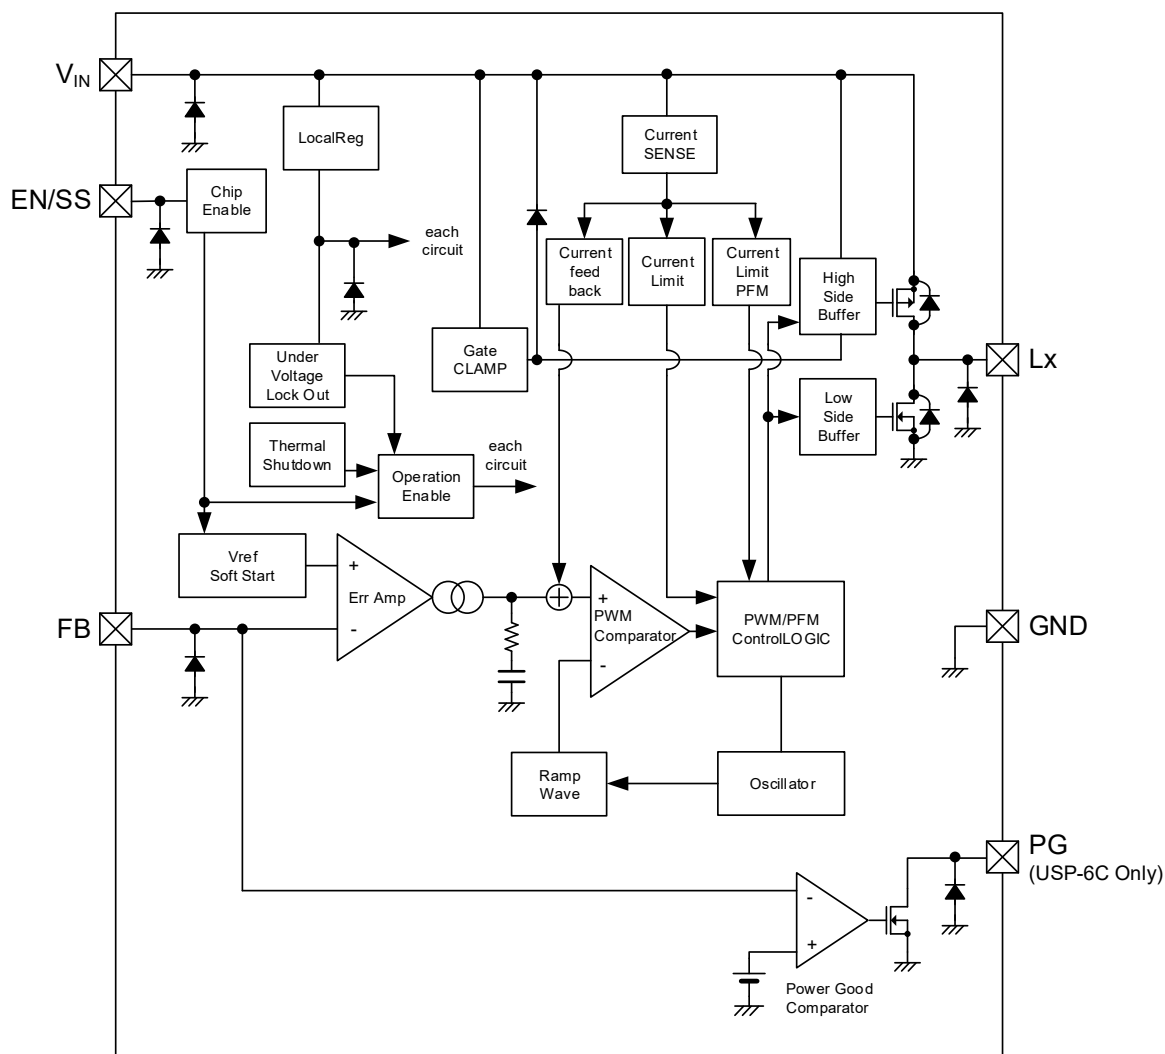 VIN
LocalReg
Current
SENSE
EN/SS
Chip
Enable
each
circuit
Current
feed
back
Current
Limit
Current
Limit
PFM
High
Side
Buffer
Gate
CLAMP
Under
Voltage
Lock Out
Lx
Low
Side
Buffer
Thermal
Shutdown
Operation
Enable
each
circuit
Vref
Soft Start
+
Err Amp
-
+
PWM
Comparator
-
PWM/PFM
ControlLOGIC
FB
GND
Ramp
Wave
Oscillator
PG
(USP-6C Only)
-
+
Power Good
Comparator